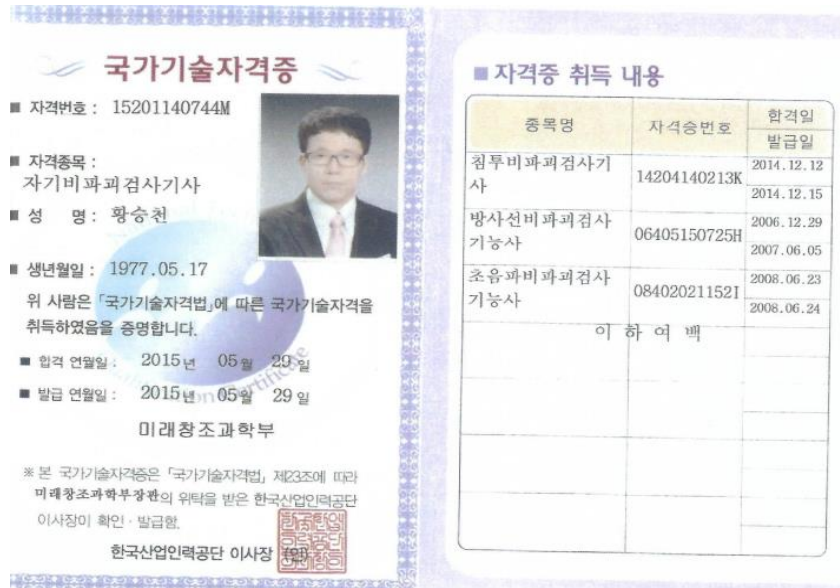 국가기술자격증
■ 자격번호 : 15201140744M
■ 자격종목 :
자기비파괴검사기사
■ 성 명 : 황승천
■ 생년월일 : 1977.05.17
위 사람은 「국가기술자격법」에 따른 국가기술자격을
취득하였음을 증명합니다.
■ 합격 연월일 : 2015년 05월 29일
■ 발급 연월일 : 2015년 05월 29일
미래창조과학부
※ 본 국가기술자격증은 「국가기술자격법」 제23조에 따라
미래창조과학부장관의 위탁을 받은 한국산업인력공단
이사장이 확인 · 발급함.
한국산업인력공단 이사장 (인)
■ 자격증 취득 내용
종목명 자격증번호 합격일
발급일
침투비파괴검사기
사 14204140213K 2014.12.12
2014.12.15
방사선비파괴검사
기능사 06405150725H 2006.12.29
2007.06.05
초음파비파괴검사
기능사 08402021152I 2008.06.23
2008.06.24
이 하 여 백